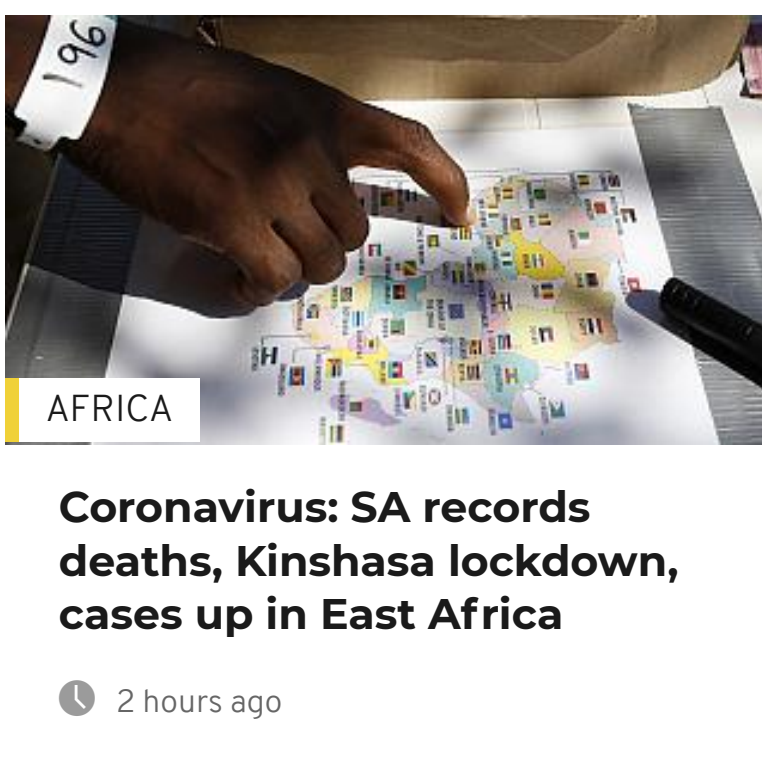 196
AFRICA
Coronavirus: SA records
deaths, Kinshasa lockdown,
cases up in East Africa
2 hours ago